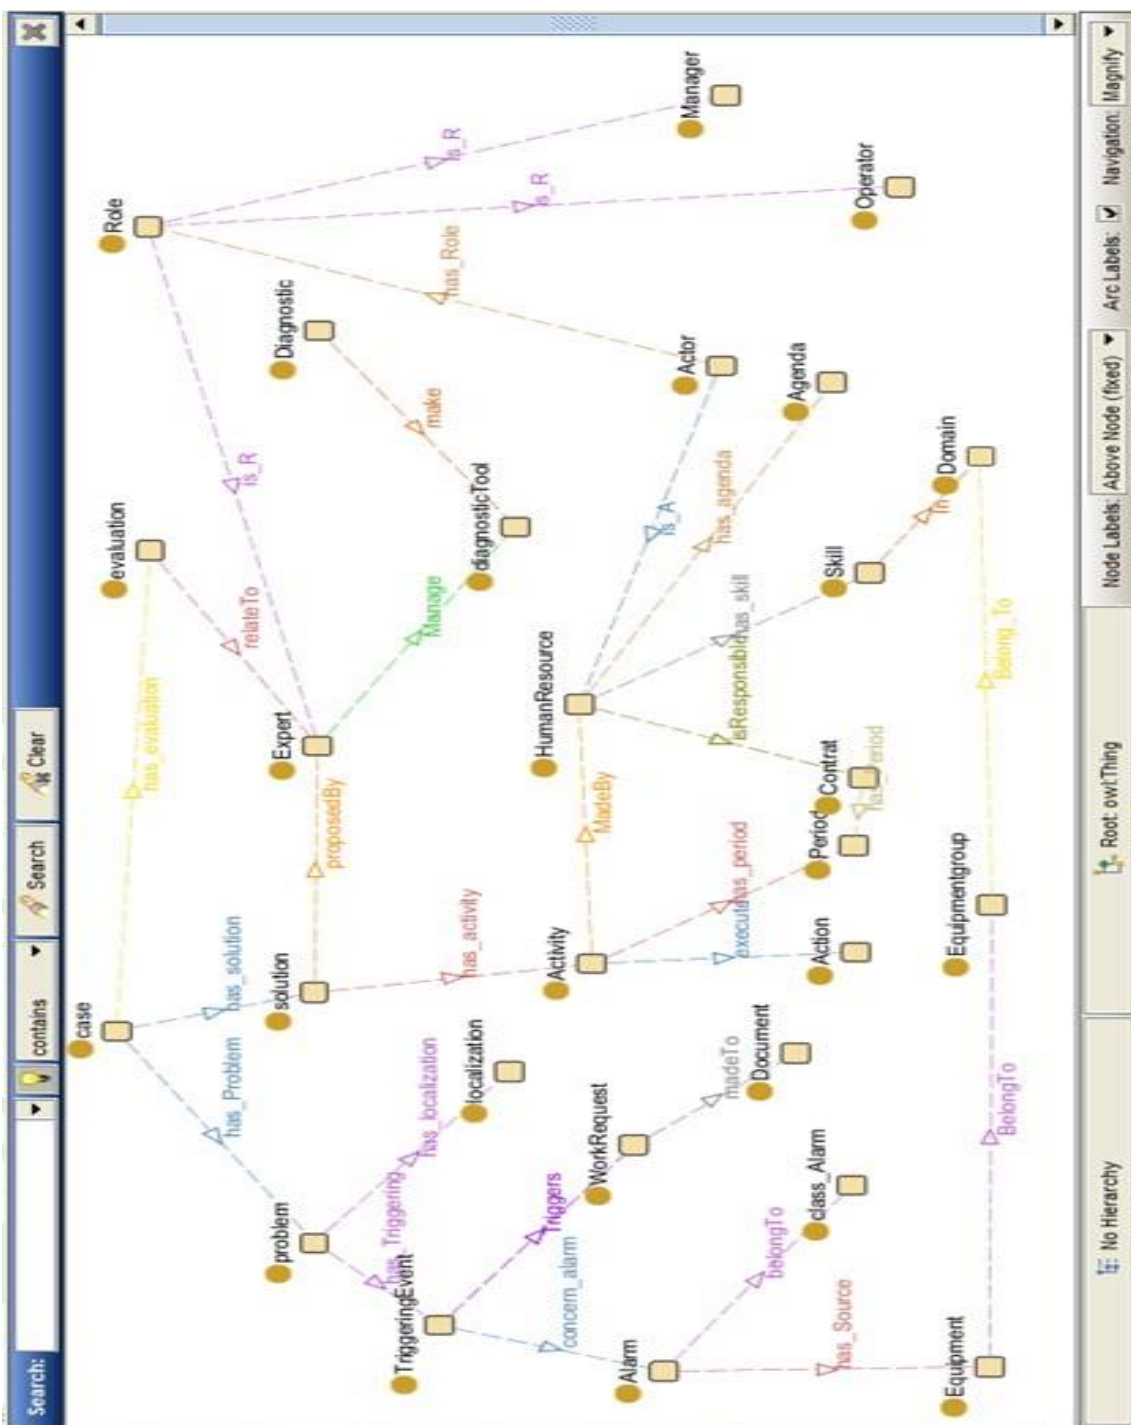 Search:
contains
Search
Clear
case
has_evaluation
evaluation
Role
has_Problem
has_solution
problem
solution
proposedBy
Expert
relateTo
is_R
Diagnostic
is_R
is_R
Manager
has_Triggering
has_localization
has_activity
Manage
make
has_Role
TriggeringEvent
localization
diagnosticTool
Triggers
Activity
MadeBy
HumanResource
is_A
Actor
concern_alarm
WorkRequest
madeTo
execute
has_period
isResponsible
has_skill
has_agenda
Agenda
Operator
Alarm
belongTo
class_Alarm
Document
Action
Period
Contrat
has_Period
Skill
In
Domain
has_Source
Equipment
BelongTo
Equipmentgroup
Belong_To
No Hierarchy
Root: owl:Thing
Node Labels: Above Node (fixed)
Arc Labels:
Navigation: Magnify